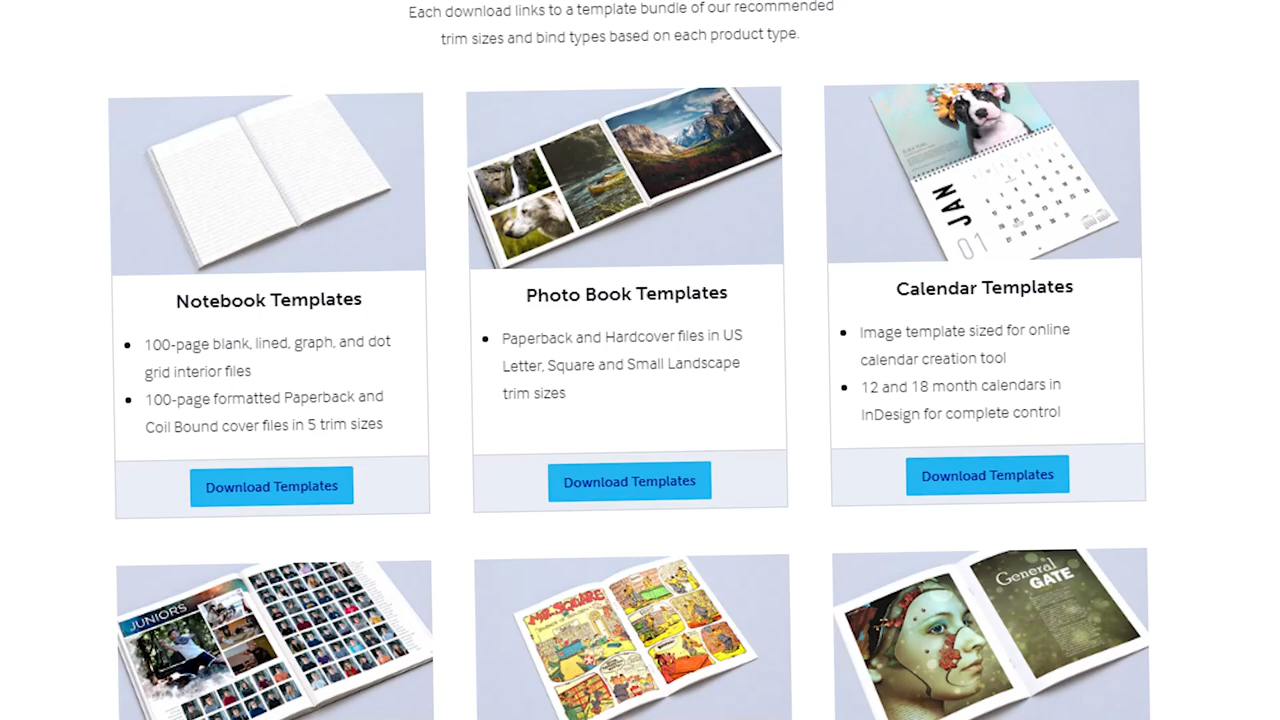 Each download links to a template bundle of our recommended
trim sizes and bind types based on each product type.
JAN
01
Notebook Templates
100-page blank, lined, graph, and dot
grid interior files
100-page formatted Paperback and
Coil Bound cover files in 5 trim sizes
Download Templates
Photo Book Templates
Paperback and Hardcover files in US
Letter, Square and Small Landscape
trim sizes
Download Templates
Calendar Templates
Image template sized for online
calendar creation tool
12 and 18 month calendars in
InDesign for complete control
Download Templates
JUNIORS
MR. SQUARE
General
GATE